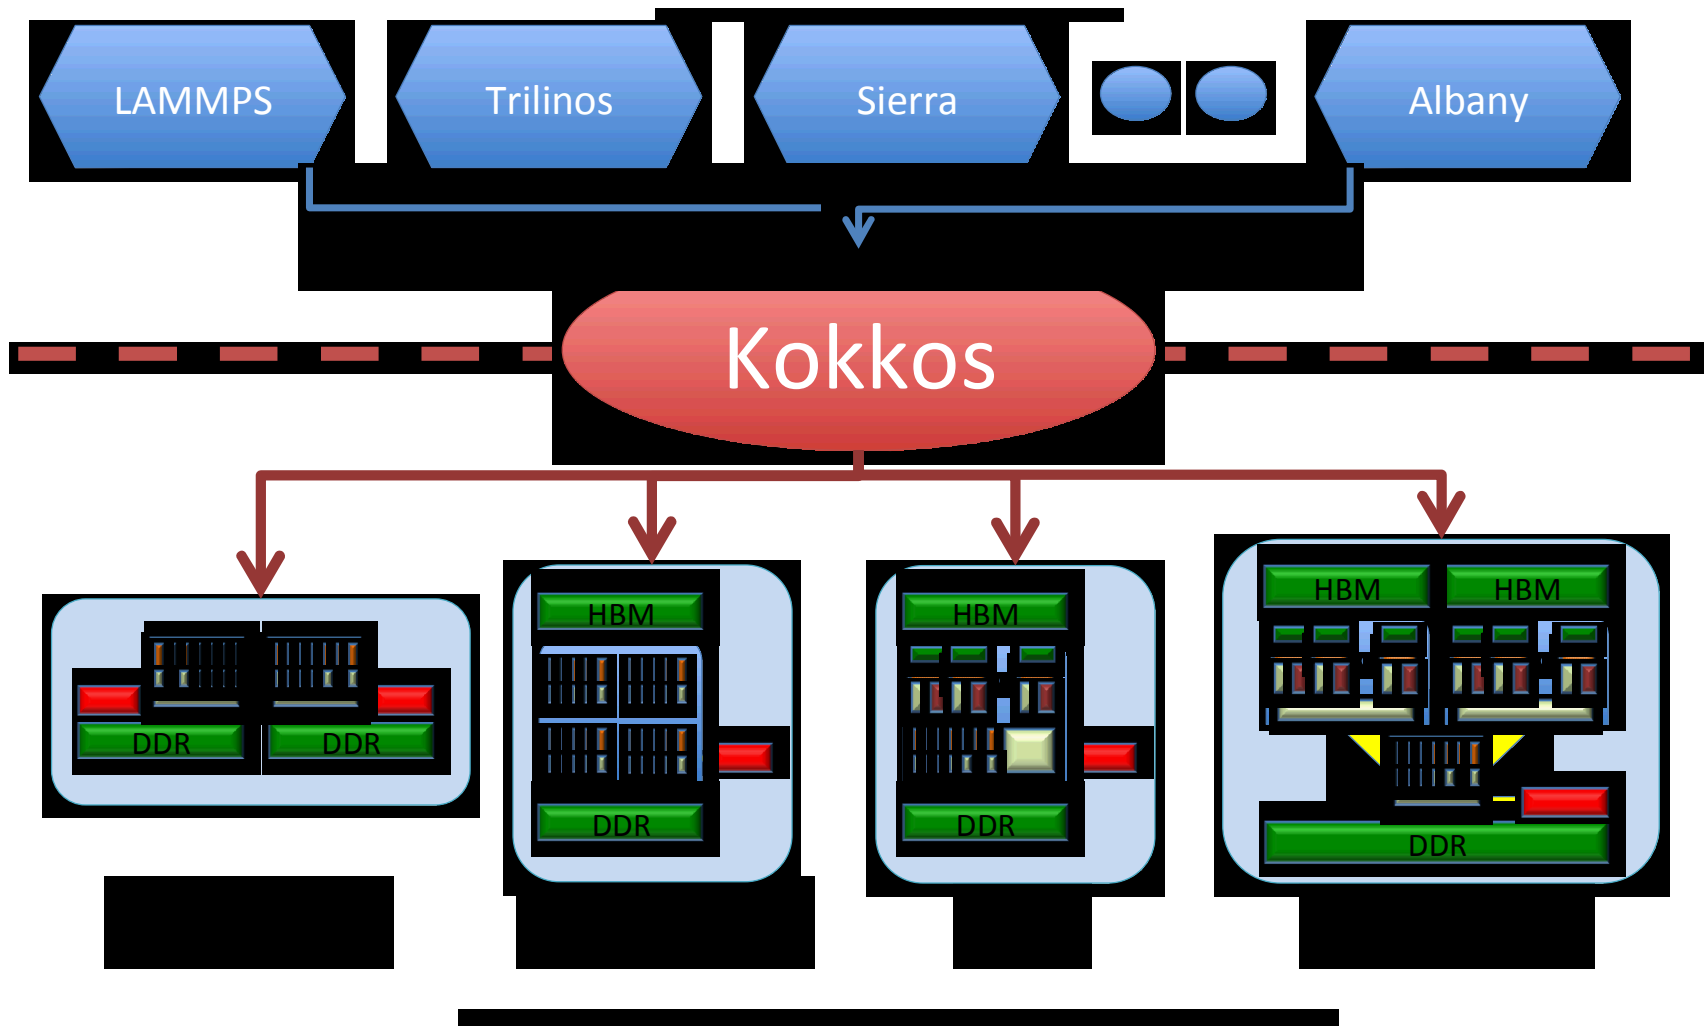 LAMMPS
Trilinos
Sierra
Albany
Kokkos
HBM
HBM
HBM
HBM
DDR
DDR
DDR
DDR
DDR